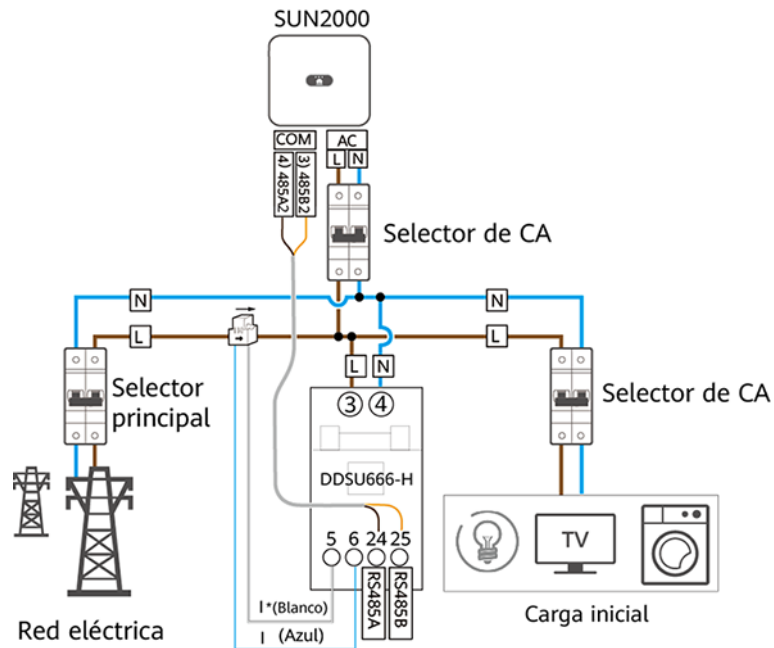 SUN2000
COM
AC
L
N
4) 485A2
3) 485B2
Selector de CA
N
N
L
L
Selector
principal
L
N
Selector de CA
3
4
DDSU666-H
5
6
24
25
TV
RS485A
RS485B
I*(Blanco)
I (Azul)
Red eléctrica
Carga inicial